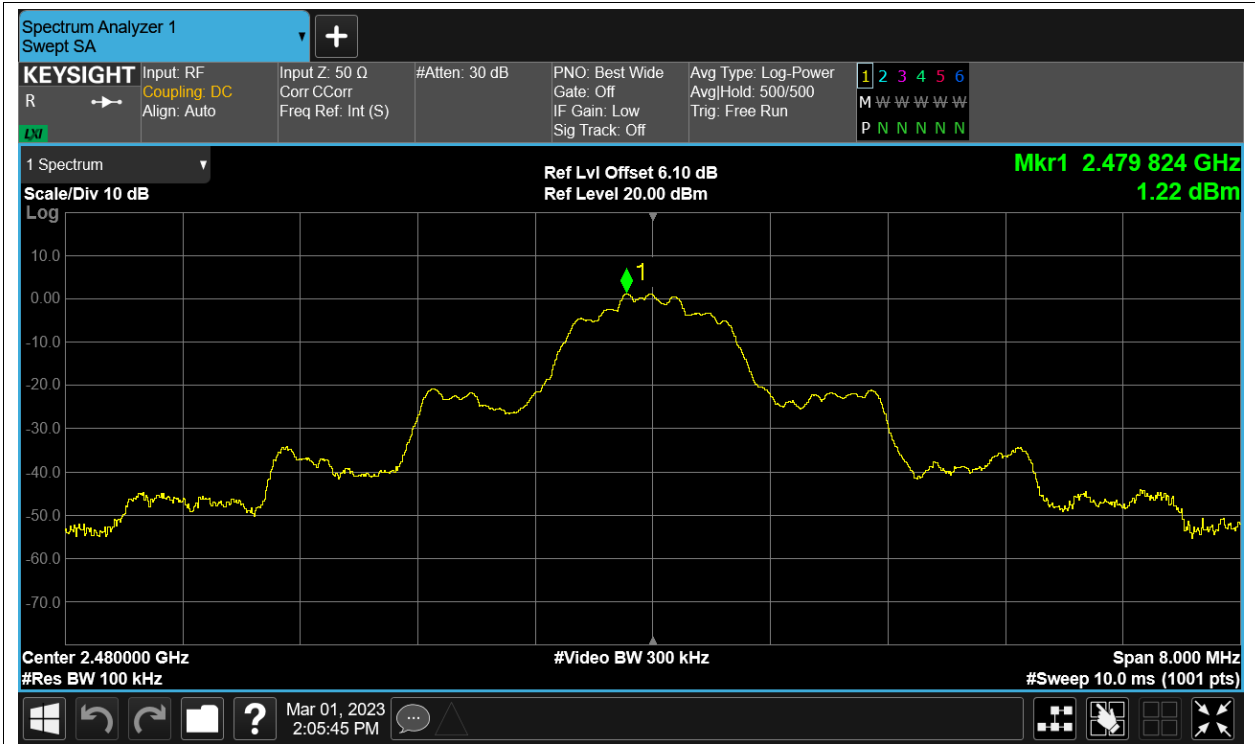 Spectrum Analyzer 1
Swept SA
KEYSIGHT
R
LXI
Input: RF
Coupling: DC
Align: Auto
Input Z: 50 Ω
Corr CCorr
Freq Ref: Int (S)
#Atten: 30 dB
PNO: Best Wide
Gate: Off
IF Gain: Low
Sig Track: Off
Avg Type: Log-Power
Avg|Hold: 500/500
Trig: Free Run
1 2 3 4 5 6
M W W W W W
P N N N N N
1 Spectrum
Scale/Div 10 dB
Log
Ref Lvl Offset 6.10 dB
Ref Level 20.00 dBm
Mkr1 2.479 824 GHz
1.22 dBm
10.0
0.00
-10.0
-20.0
-30.0
-40.0
-50.0
-60.0
-70.0
1
Center 2.480000 GHz
#Res BW 100 kHz
#Video BW 300 kHz
Span 8.000 MHz
#Sweep 10.0 ms (1001 pts)
?
Mar 01, 2023
2:05:45 PM